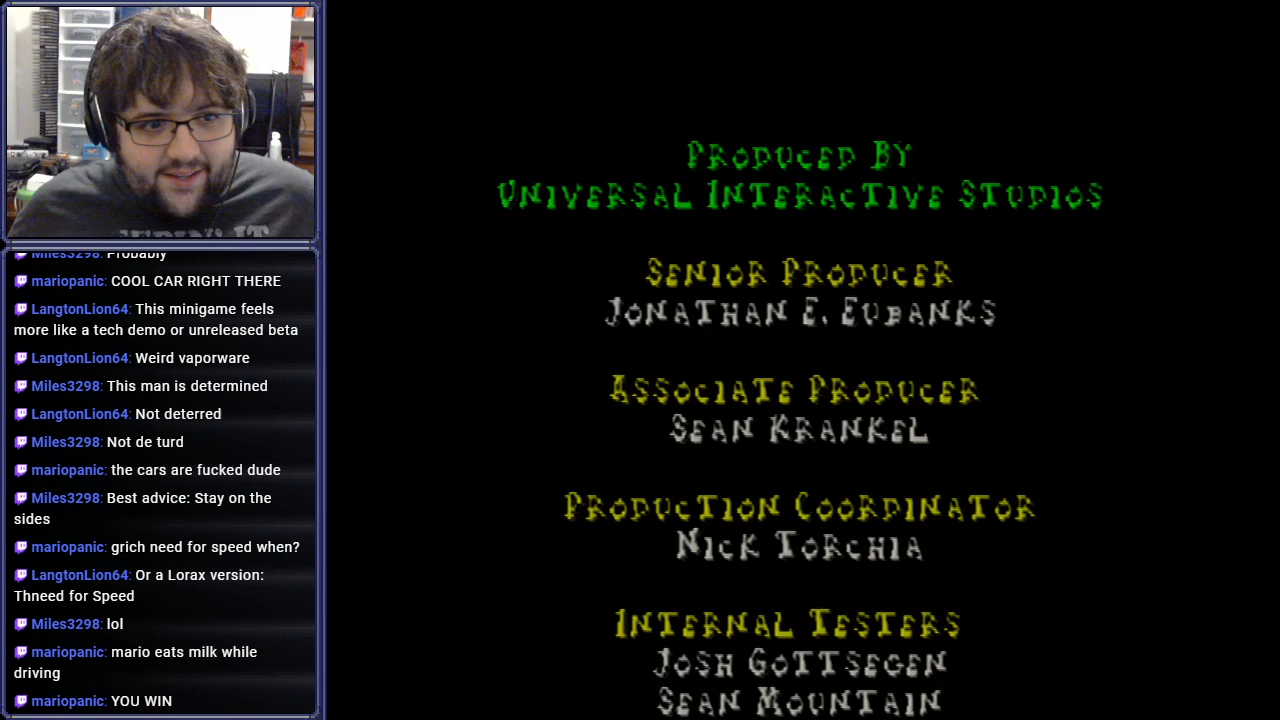 Miles3298: Probably
mariopanic: COOL CAR RIGHT THERE
LangtonLion64: This minigame feels
more like a tech demo or unreleased beta
LangtonLion64: Weird vaporware
Miles3298: This man is determined
LangtonLion64: Not deterred
Miles3298: Not de turd
mariopanic: the cars are fucked dude
Miles3298: Best advice: Stay on the
sides
mariopanic: grich need for speed when?
LangtonLion64: Or a Lorax version:
Thneed for Speed
Miles3298: lol
mariopanic: mario eats milk while
driving
mariopanic: YOU WIN
PRODUCED BY
UNIVERSAL INTERACTIVE STUDIOS
SENIOR PRODUCER
JONATHAN E. EUBANKS
ASSOCIATE PRODUCER
SEAN KRANKEL
PRODUCTION COORDINATOR
NICK TORCHIA
INTERNAL TESTERS
JOSH GOTTSEGEN
SEAN MOUNTAIN